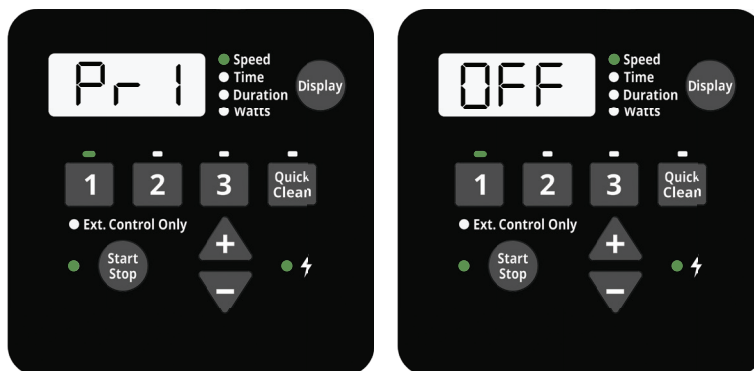 Pr 1
Speed
Time
Duration
Watts
Display
1
2
3
Quick
Clean
Ext. Control Only
Start
Stop
+
−
OFF
Speed
Time
Duration
Watts
Display
1
2
3
Quick
Clean
Ext. Control Only
Start
Stop
+
−